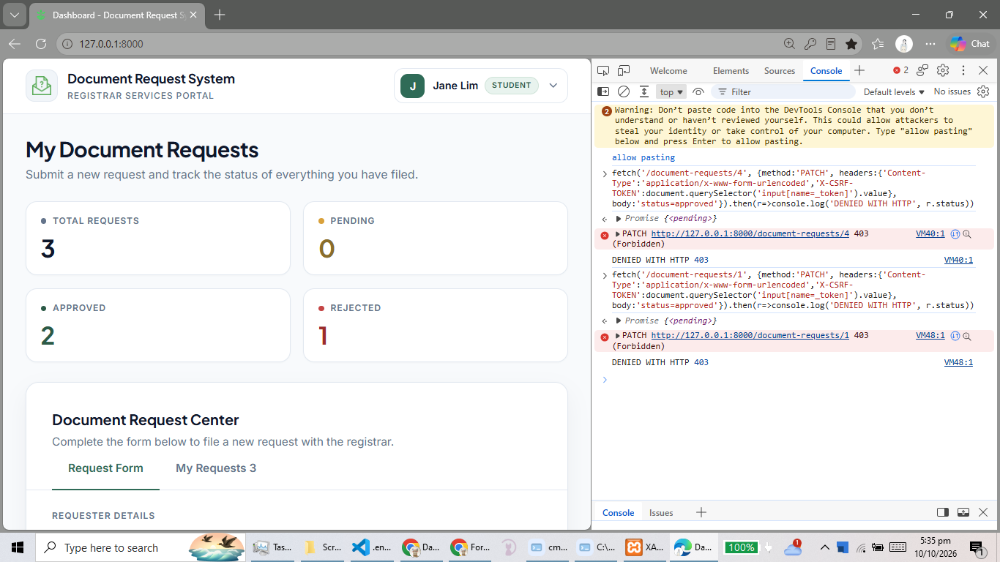 Dashboard - Document Request S
127.0.0.1:8000
Chat
Document Request System
REGISTRAR SERVICES PORTAL
J
Jane Lim
STUDENT
My Document Requests
Submit a new request and track the status of everything you have filed.
TOTAL REQUESTS
3
PENDING
0
APPROVED
2
REJECTED
1
Document Request Center
Complete the form below to file a new request with the registrar.
Request Form
My Requests 3
REQUESTER DETAILS
Welcome
Elements
Sources
Console
2
top
Filter
Default levels
No issues
2
Warning: Don’t paste code into the DevTools Console that you don’t
understand or haven’t reviewed yourself. This could allow attackers to
steal your identity or take control of your computer. Type "allow pasting"
below and press Enter to allow pasting.
allow pasting
fetch('/document-requests/4', {method:'PATCH', headers:{'Content-
Type':'application/x-www-form-urlencoded','X-CSRF-
TOKEN':document.querySelector('input[name=_token]').value},
body:'status=approved'}).then(r=>console.log('DENIED WITH HTTP', r.status))
Promise {<pending>}
PATCH http://127.0.0.1:8000/document-requests/4 403
(Forbidden)
VM40:1
DENIED WITH HTTP 403
VM40:1
fetch('/document-requests/1', {method:'PATCH', headers:{'Content-
Type':'application/x-www-form-urlencoded','X-CSRF-
TOKEN':document.querySelector('input[name=_token]').value},
body:'status=approved'}).then(r=>console.log('DENIED WITH HTTP', r.status))
Promise {<pending>}
PATCH http://127.0.0.1:8000/document-requests/1 403
(Forbidden)
VM48:1
DENIED WITH HTTP 403
VM48:1
Console
Issues
Type here to search
Tas...
Scr...
.en...
Da...
For...
cm...
C:\...
XA...
Da...
100%
1
5:35 pm
10/10/2026
1